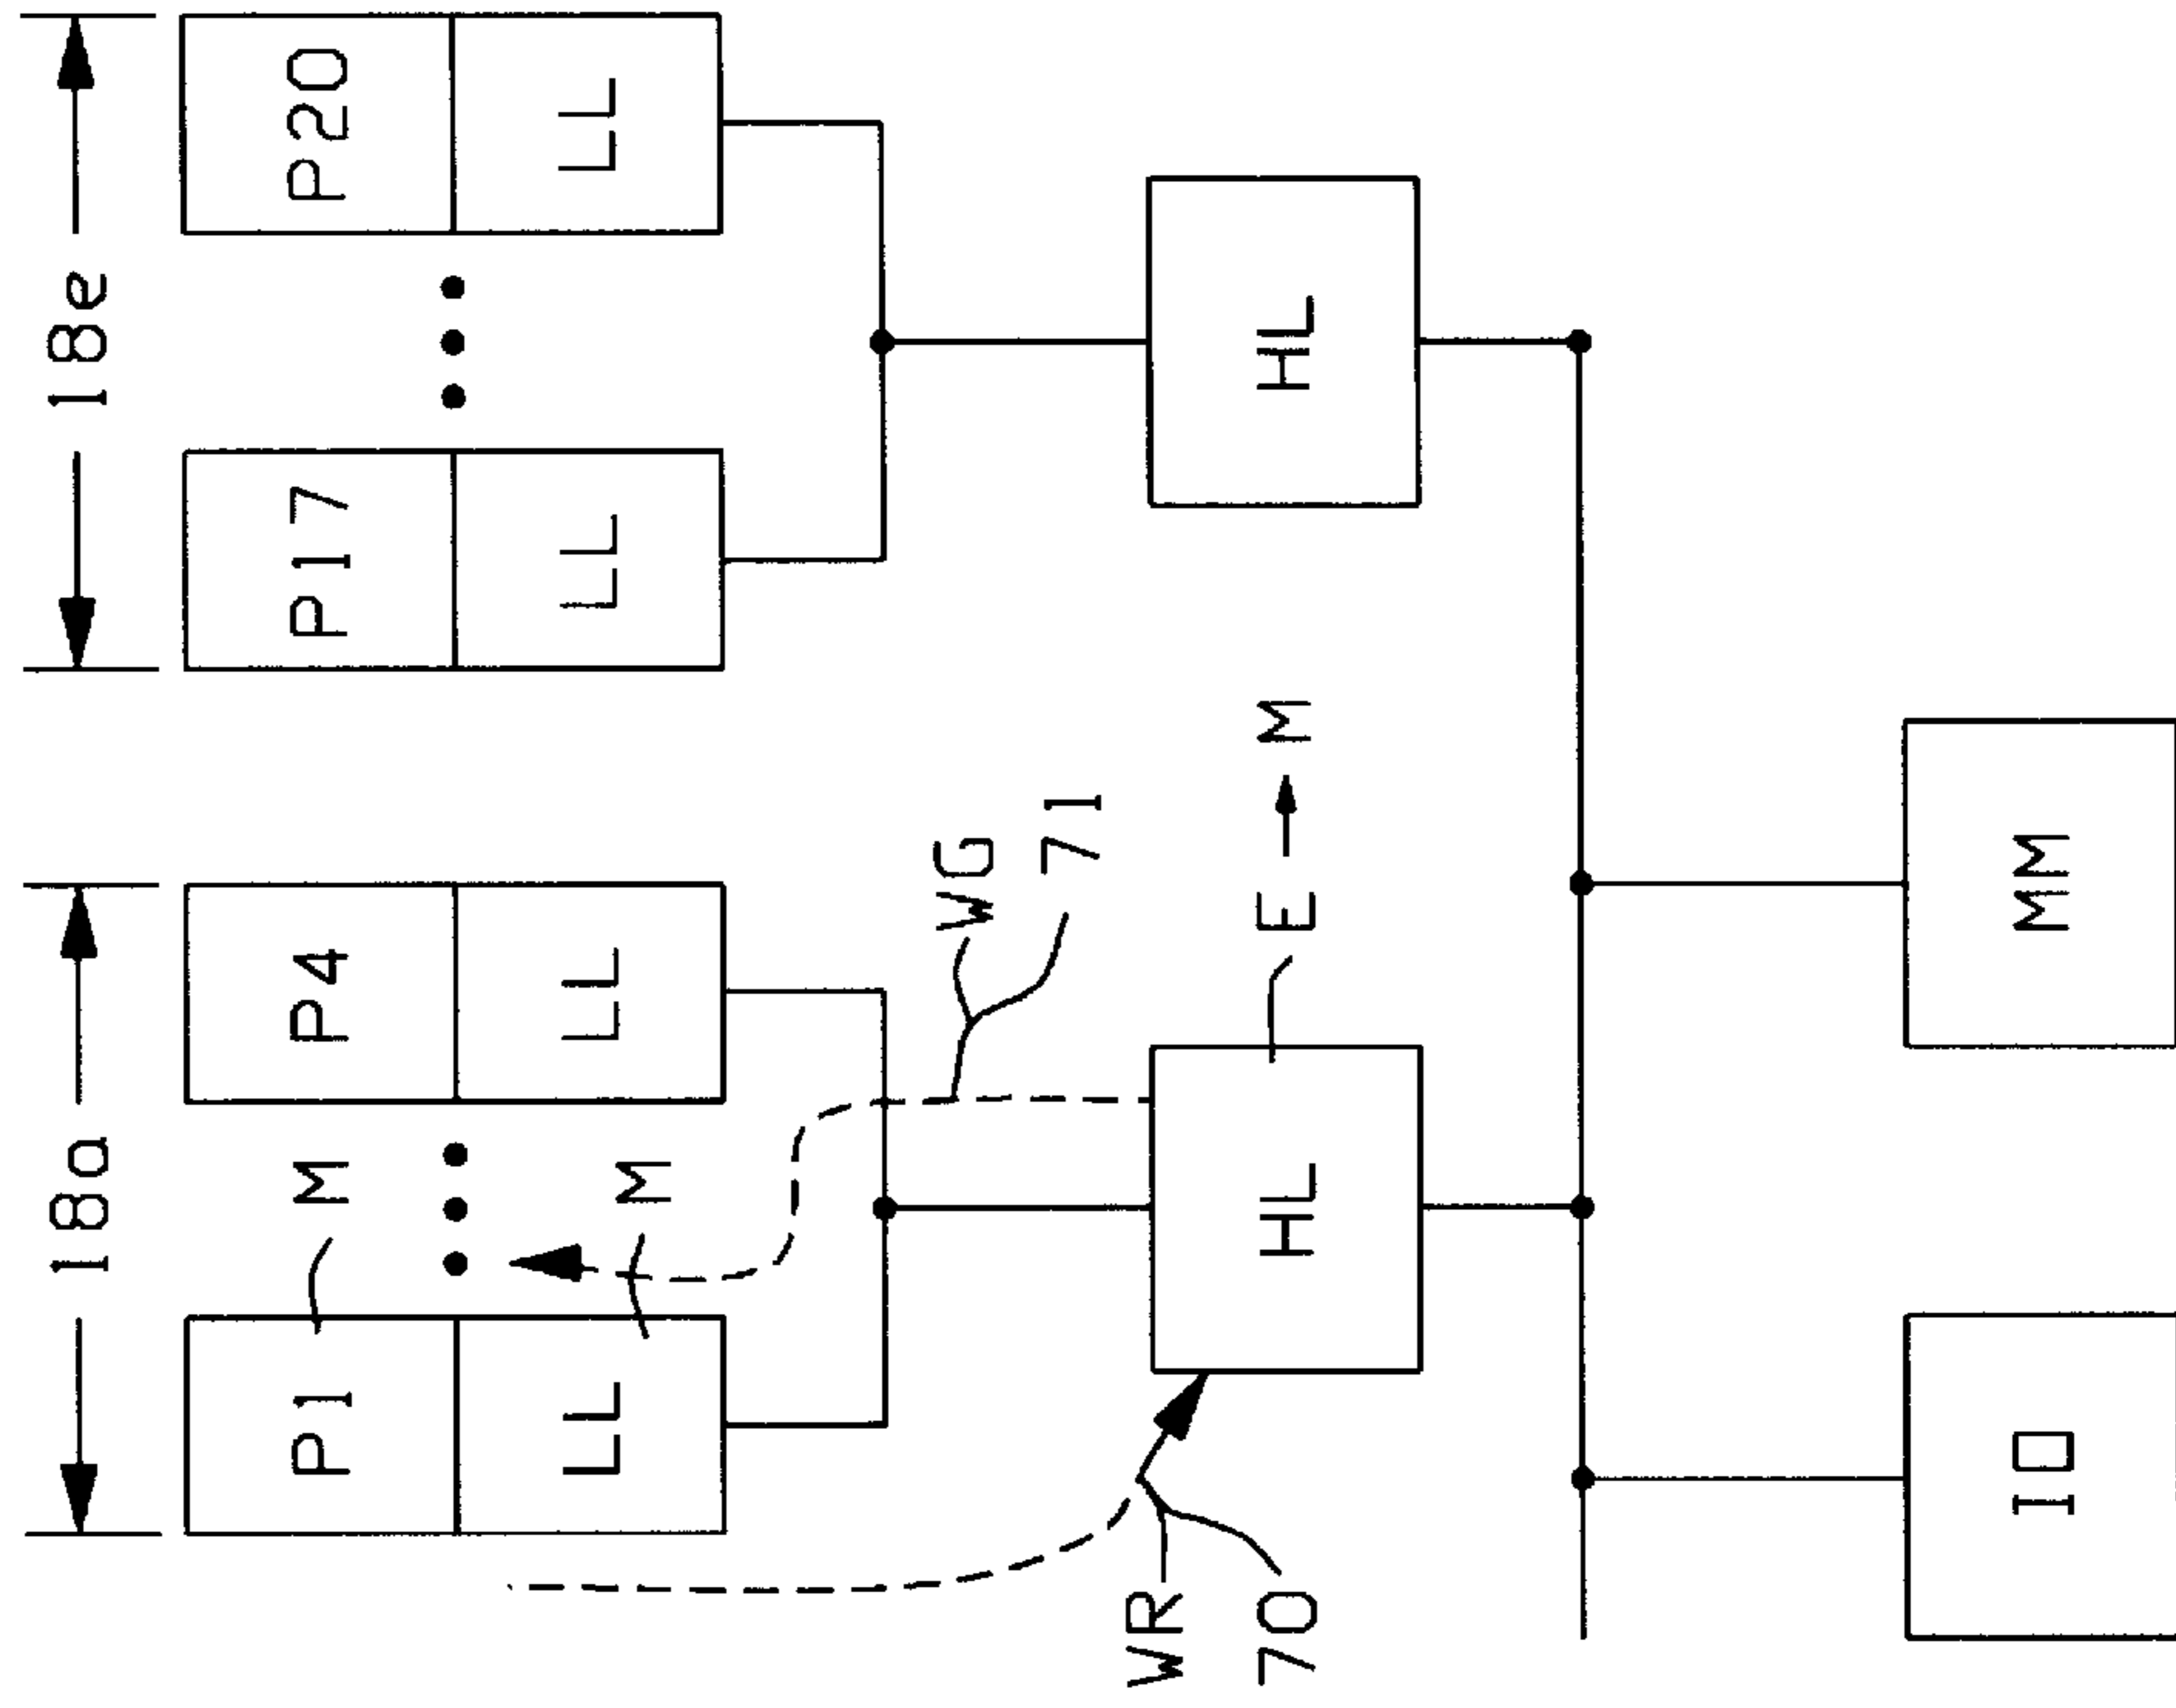 18a 18e
P1 M P4 P17 P20
LL M LL LL LL
WG
71
WR
70 HL E → M HL
IO MM